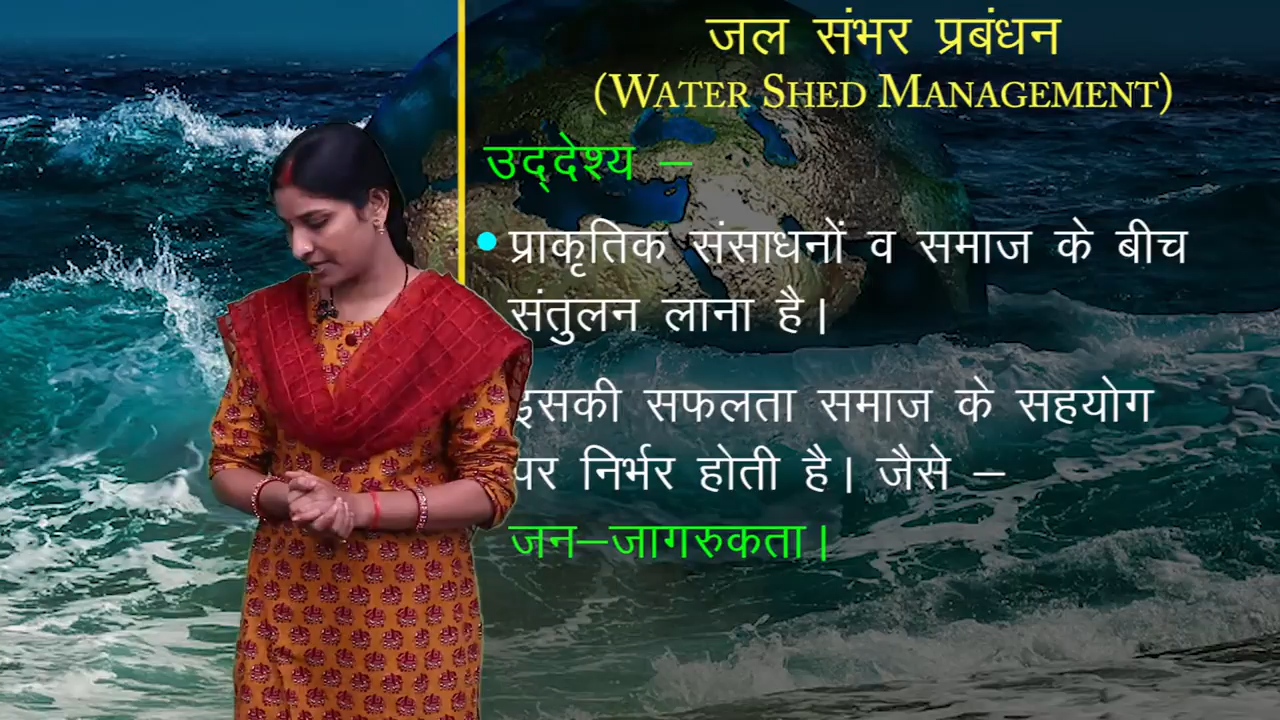 जल संभर प्रबंधन
(WATER SHED MANAGEMENT)
उद्देश्य –
• प्राकृतिक संसाधनों व समाज के बीच
संतुलन लाना है।
इसकी सफलता समाज के सहयोग
पर निर्भर होती है। जैसे –
जन–जागरुकता।